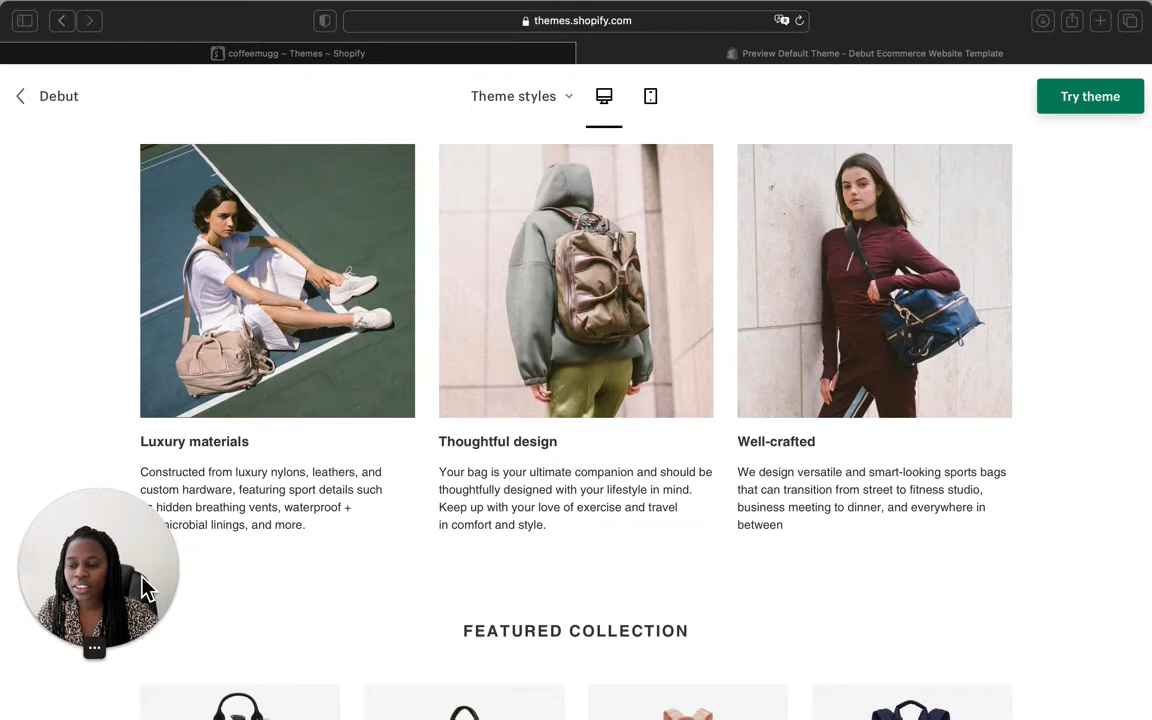 themes.shopify.com
coffeemugg ~ Themes ~ Shopify
Preview Default Theme - Debut Ecommerce Website Template
Debut
Theme styles
Try theme
Luxury materials
Constructed from luxury nylons, leathers, and
custom hardware, featuring sport details such
hidden breathing vents, waterproof +
linings, and more.
Thoughtful design
Your bag is your ultimate companion and should be
thoughtfully designed with your lifestyle in mind.
Keep up with your love of exercise and travel
in comfort and style.
Well-crafted
We design versatile and smart-looking sports bags
that can transition from street to fitness studio,
business meeting to dinner, and everywhere in
between
FEATURED COLLECTION